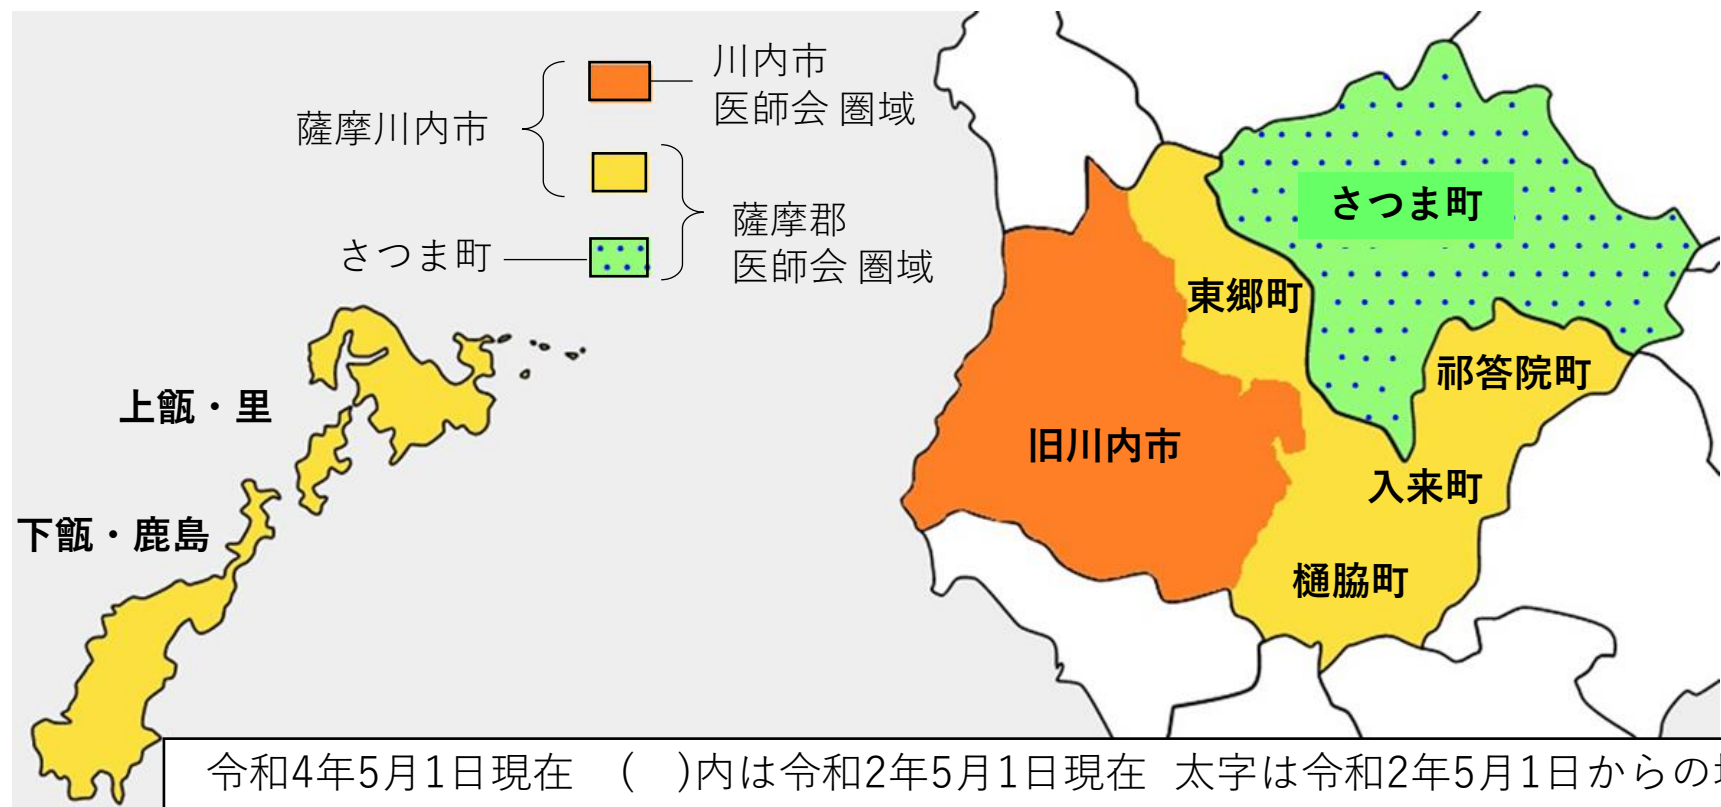 川内市
医師会 圏域
薩摩川内市
薩摩郡
医師会 圏域
さつま町
さつま町
東郷町
祁答院町
上甑・里
旧川内市
入来町
下甑・鹿島
樋脇町
令和4年5月1日現在　(　)内は令和2年5月1日現在 太字は令和2年5月1日からの